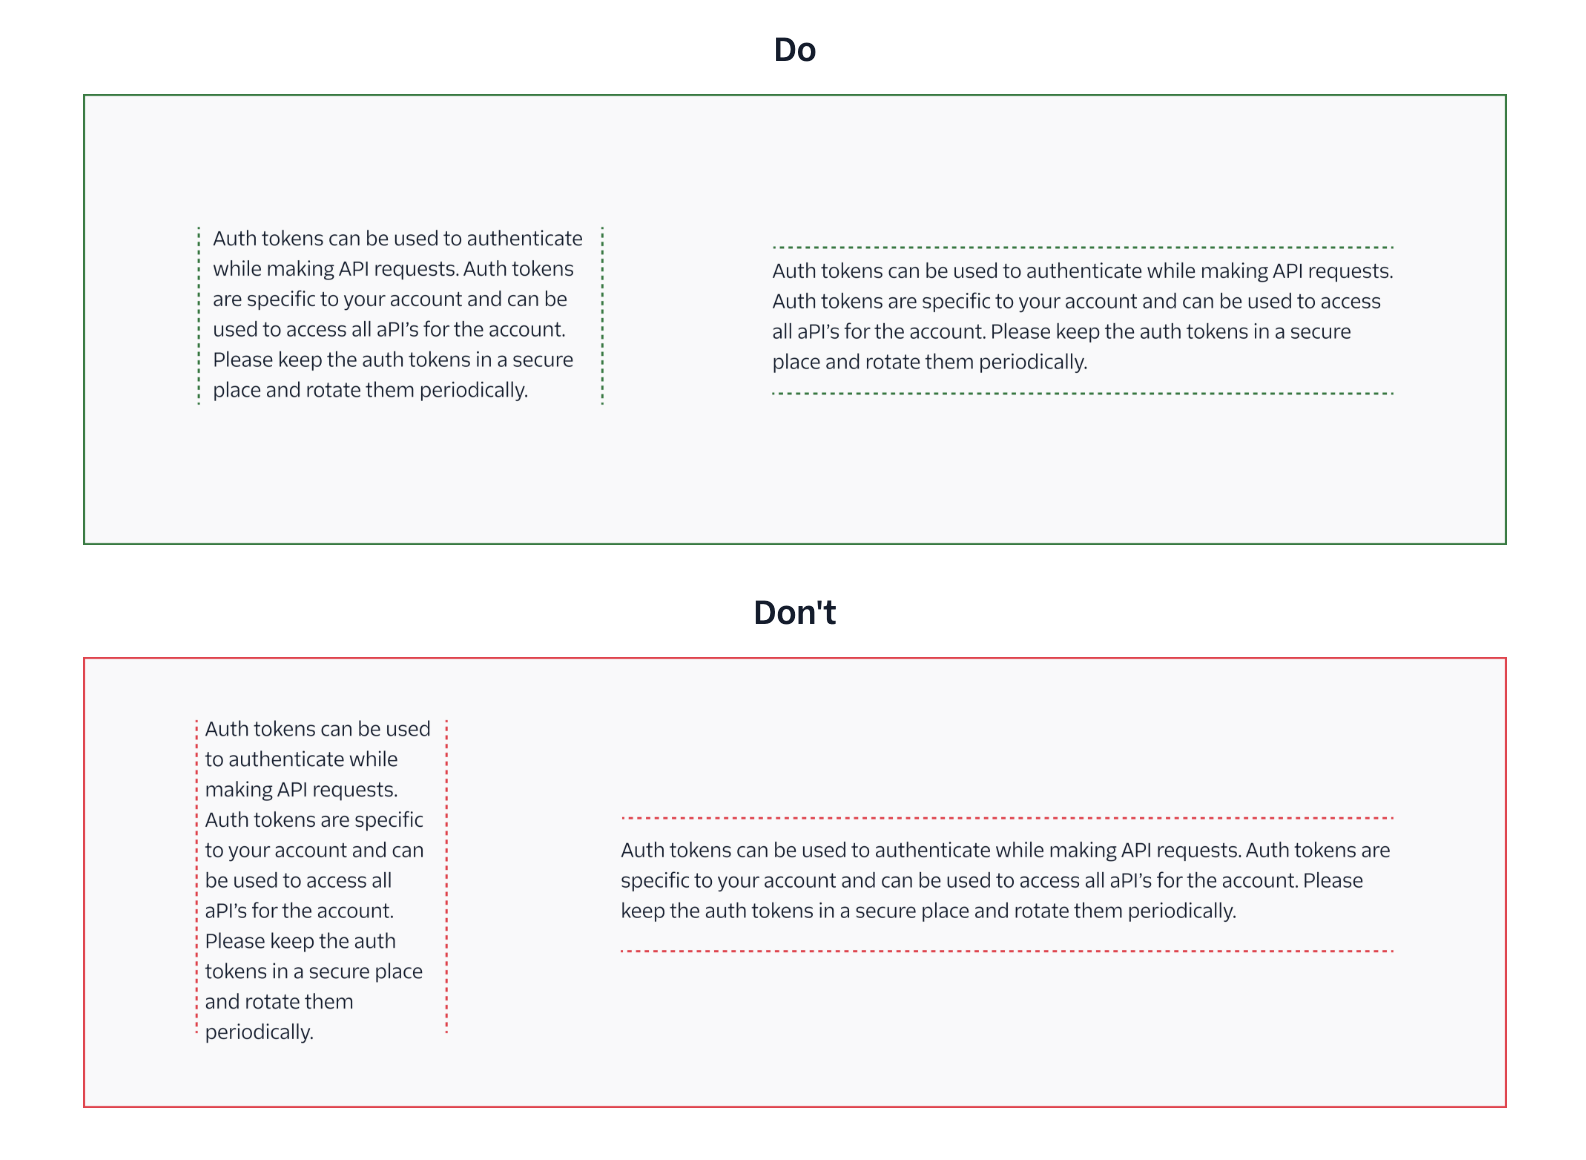 Do
Auth tokens can be used to authenticate
while making API requests. Auth tokens
are specific to your account and can be
used to access all aPI’s for the account.
Please keep the auth tokens in a secure
place and rotate them periodically.
Auth tokens can be used to authenticate while making API requests.
Auth tokens are specific to your account and can be used to access
all aPI’s for the account. Please keep the auth tokens in a secure
place and rotate them periodically.
Don't
Auth tokens can be used
to authenticate while
making API requests.
Auth tokens are specific
to your account and can
be used to access all
aPI’s for the account.
Please keep the auth
tokens in a secure place
and rotate them
periodically.
Auth tokens can be used to authenticate while making API requests. Auth tokens are
specific to your account and can be used to access all aPI’s for the account. Please
keep the auth tokens in a secure place and rotate them periodically.